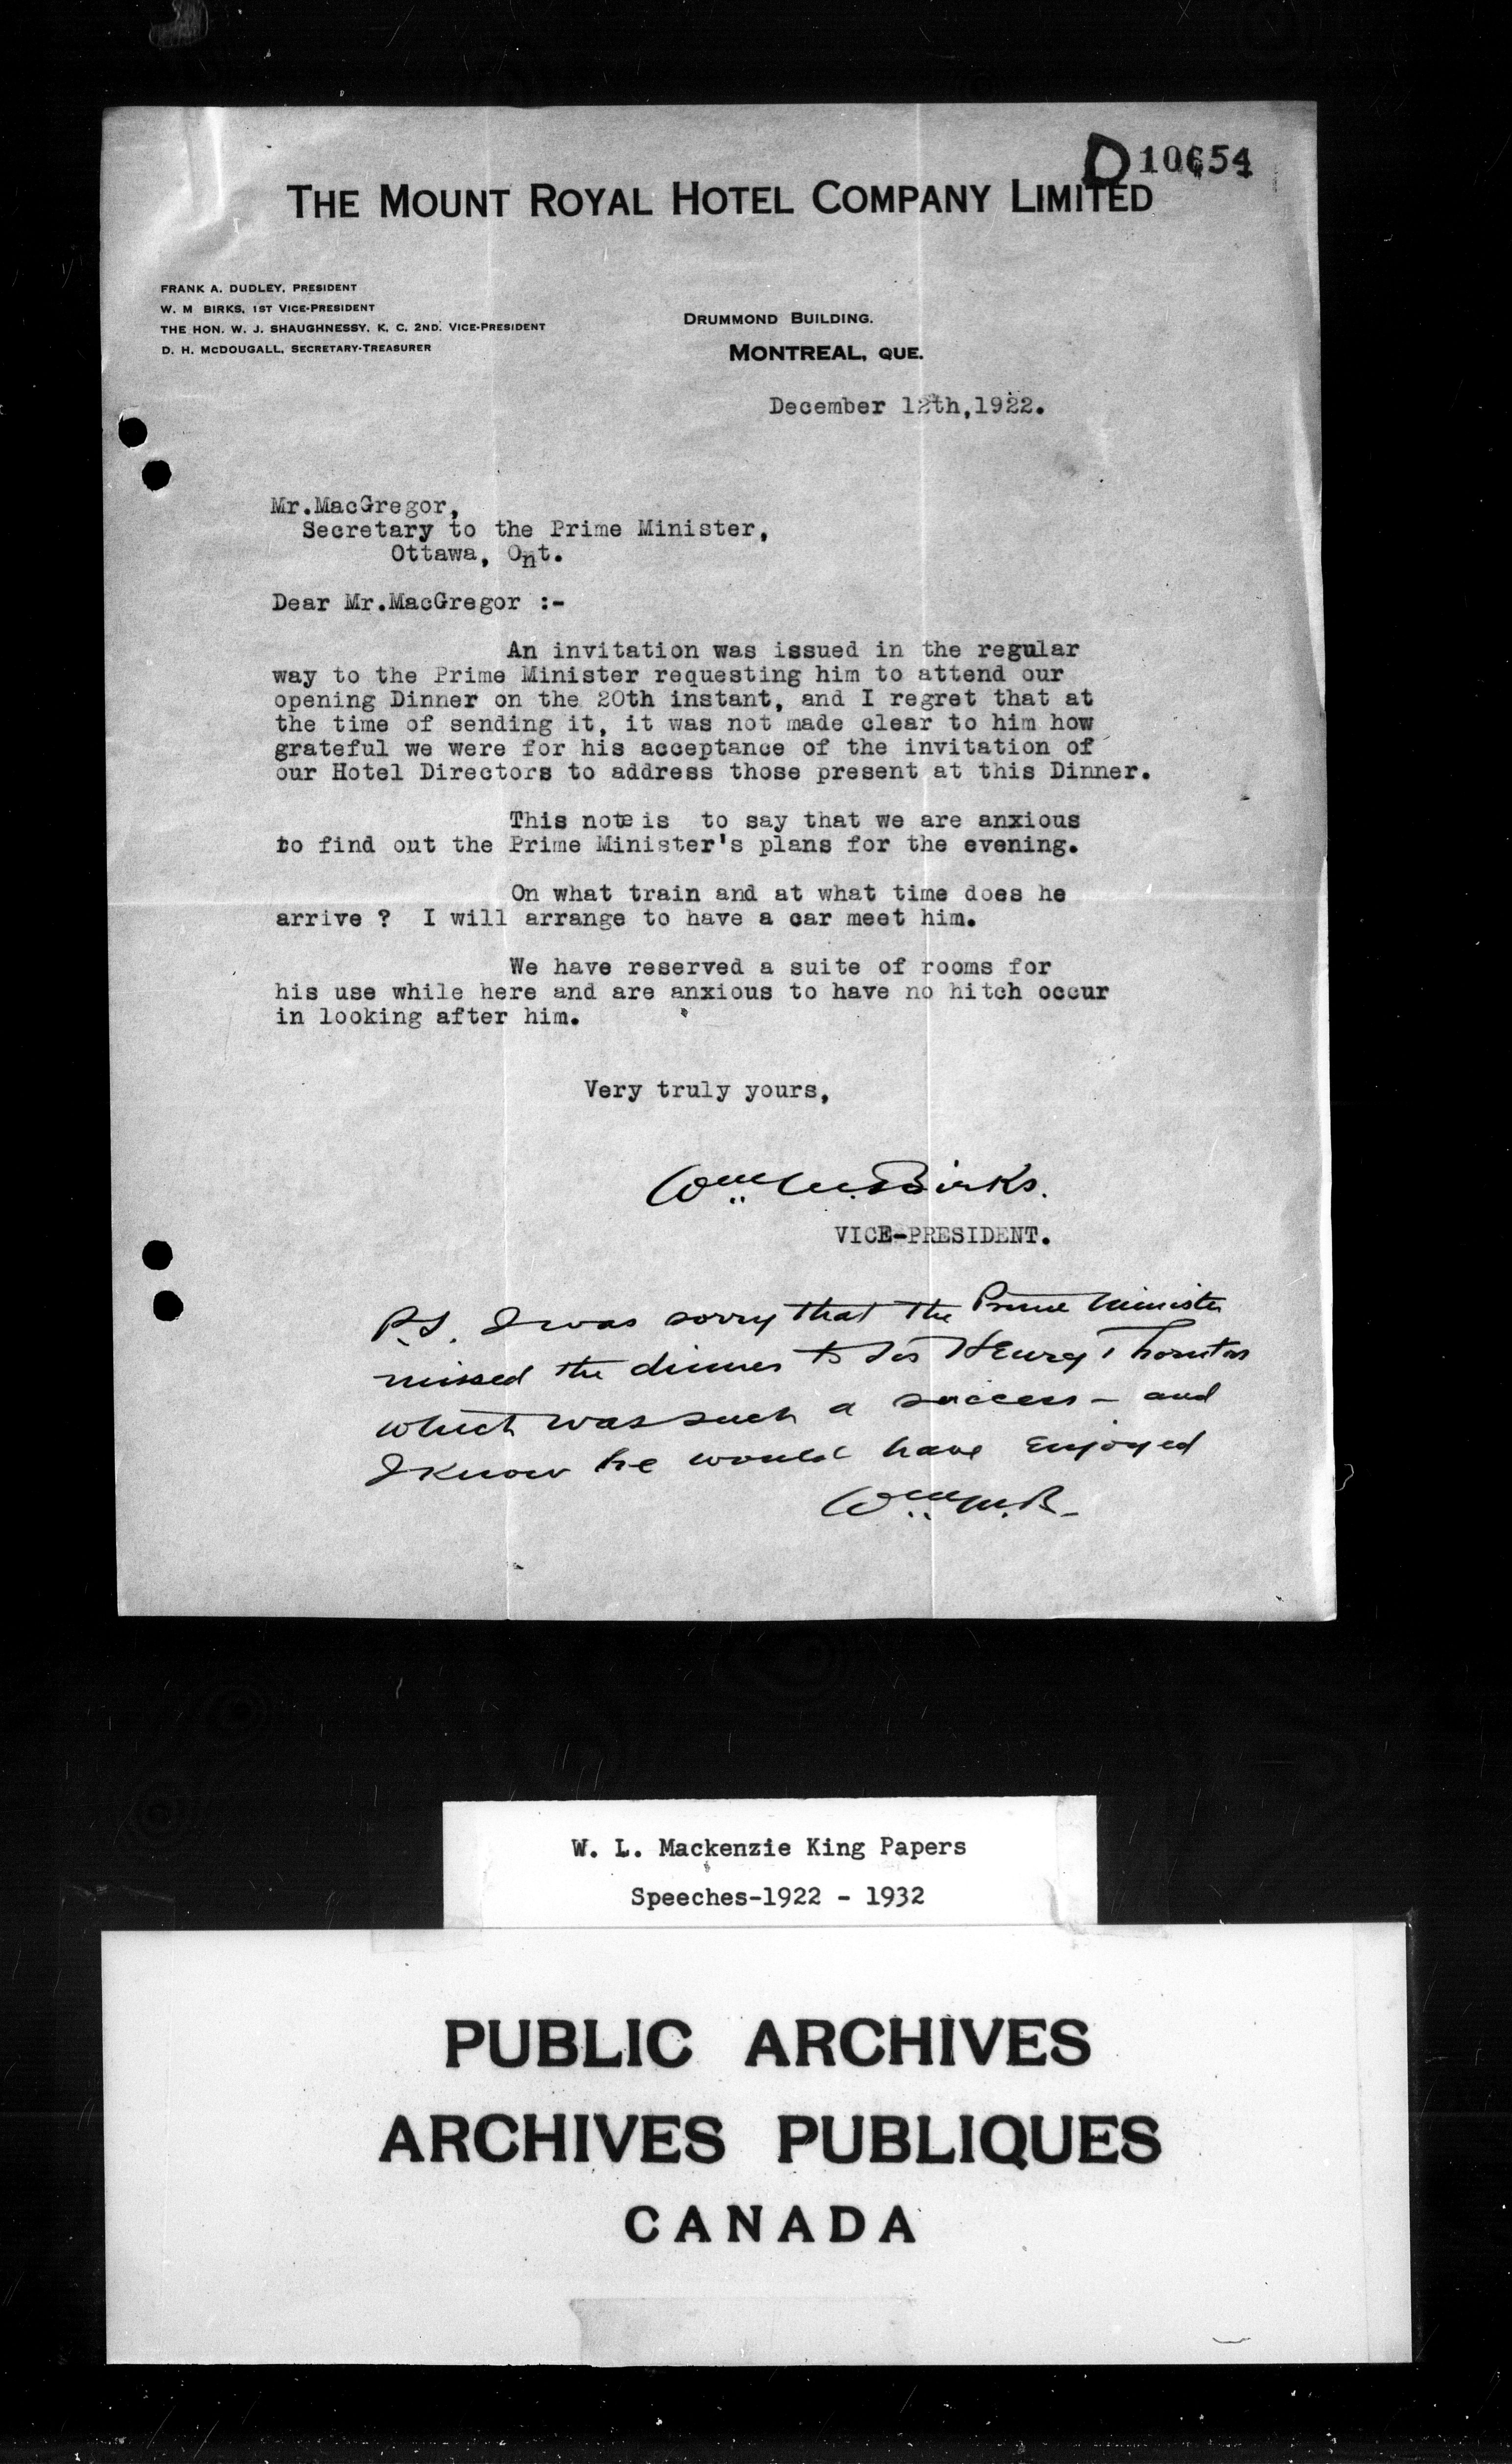 D10654
THE MOUNT ROYAL HOTEL COMPANY LIMITED
FRANK A. DUDLEY, PRESIDENT
W. M BIRKS, 1ST VICE-PRESIDENT
THE HON. W. J. SHAUGHNESSY, K. C. 2ND. VICE-PRESIDENT
D. H. MCDOUGALL, SECRETARY-TREASURER
DRUMMOND BUILDING.
MONTREAL, QUE.
December 12th,1922.
Mr.MacGregor,
Secretary to the Prime Minister,
Ottawa, Ont.
Dear Mr.MacGregor :-
An invitation was issued in the regular
way to the Prime Minister requesting him to attend our
opening Dinner on the 20th instant, and I regret that at
the time of sending it, it was not made clear to him how
grateful we were for his acceptance of the invitation of
our Hotel Directors to address those present at this Dinner.
This note is to say that we are anxious
to find out the Prime Minister's plans for the evening.
On what train and at what time does he
arrive ? I will arrange to have a car meet him.
We have reserved a suite of rooms for
his use while here and are anxious to have no hitch occur
in looking after him.
Very truly yours,
Wm. M. Birks.
VICE-PRESIDENT.
P.S. I was sorry that the Prime Minister
missed the dinner to Sir Henry Thornton
which was such a success - and
I know he would have enjoyed
Wm. M. B-
W. L. Mackenzie King Papers
Speeches-1922 - 1932
PUBLIC ARCHIVES
ARCHIVES PUBLIQUES
CANADA